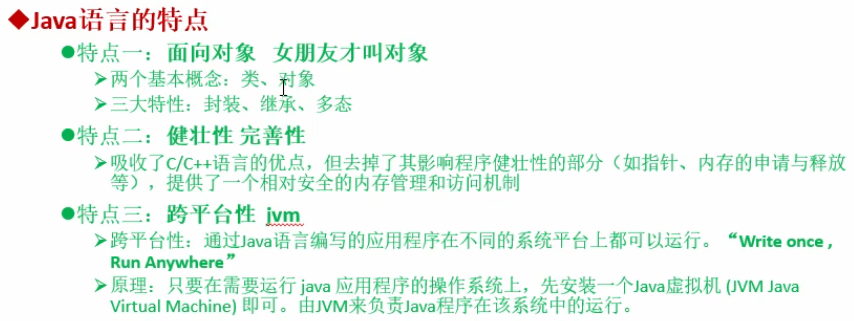 ◆Java语言的特点
●特点一：面向对象 女朋友才叫对象
➤两个基本概念：类、对象
➤三大特性：封装、继承、多态
●特点二：健壮性 完善性
➤吸收了C/C++语言的优点，但去掉了其影响程序健壮性的部分（如指针、内存的申请与释放
等），提供了一个相对安全的内存管理和访问机制
●特点三：跨平台性 jvm
➤跨平台性：通过Java语言编写的应用程序在不同的系统平台上都可以运行。“Write once ,
Run Anywhere”
➤原理：只要在需要运行 java 应用程序的操作系统上，先安装一个Java虚拟机 (JVM Java
Virtual Machine) 即可。由JVM来负责Java程序在该系统中的运行。